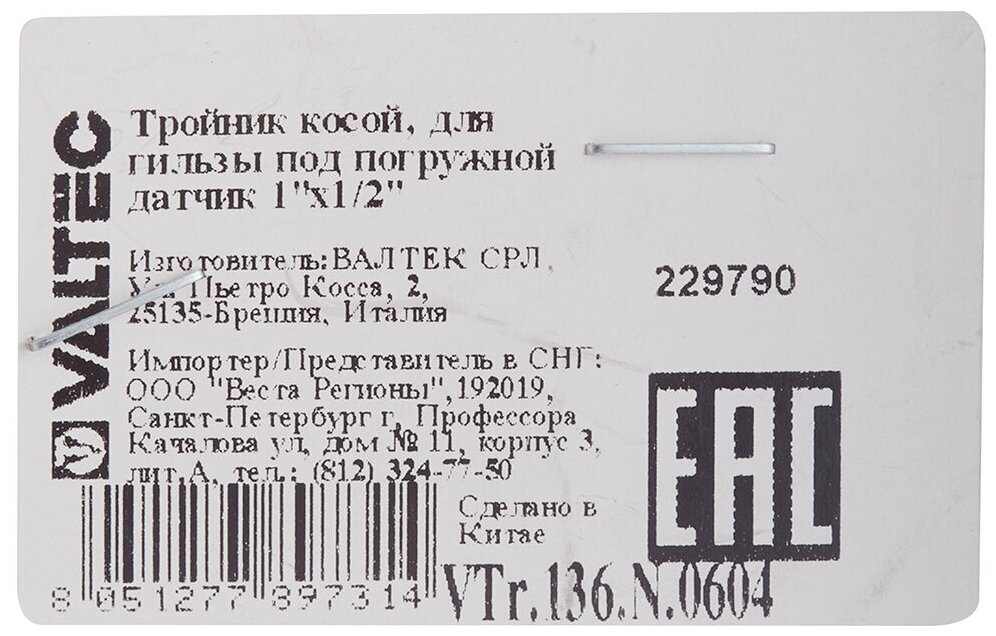 VALTEC
Тройник косой, для
гильзы под погружной
датчик 1"x1/2"
Изготовитель: ВАЛТЕК СРЛ,
Ул. Пьетро Косса, 2,
25135-Брешия, Италия
229790
Импортер/Представитель в СНГ:
ООО "Веста Регионы",192019,
Санкт-Петербург г, Профессора
Качалова ул, дом № 11, корпус 3,
лит.А, тел.: (812) 324-77-50
EAC
Сделано в
Китае
8 051277 897314
VTr.136.N.0604